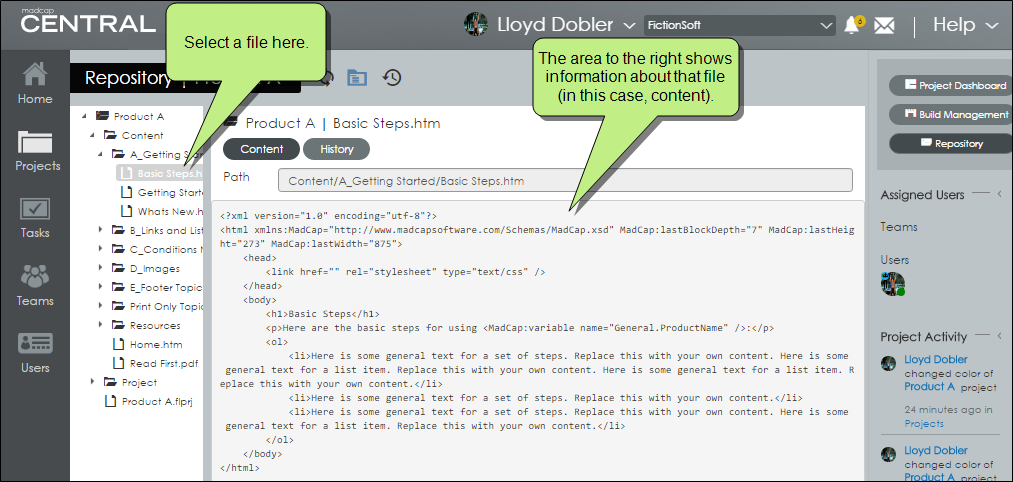 madcap
CENTRAL
Lloyd Dobler
FictionSoft
6
Help
Select a file here.
The area to the right shows
information about that file
(in this case, content).
Home
Projects
Tasks
Teams
Users
Repository
Product A
Content
A_Getting Sta
Basic Steps.h
Getting Starte
Whats New.h
B_Links and List
C_Conditions N
D_Images
E_Footer Topic
Print Only Topic
Resources
Home.htm
Read First.pdf
Project
Product A.flprj
Product A | Basic Steps.htm
Content
History
Path
Content/A_Getting Started/Basic Steps.htm
<?xml version="1.0" encoding="utf-8"?>
<html xmlns:MadCap="http://www.madcapsoftware.com/Schemas/MadCap.xsd" MadCap:lastBlockDepth="7" MadCap:lastHeig
ht="273" MadCap:lastWidth="875">
<head>
<link href="" rel="stylesheet" type="text/css" />
</head>
<body>
<h1>Basic Steps</h1>
<p>Here are the basic steps for using <MadCap:variable name="General.ProductName" />:</p>
<ol>
<li>Here is some general text for a set of steps. Replace this with your own content. Here is some
general text for a list item. Replace this with your own content. Here is some general text for a list item. R
eplace this with your own content.</li>
<li>Here is some general text for a set of steps. Replace this with your own content.</li>
<li>Here is some general text for a set of steps. Replace this with your own content. Here is some
general text for a list item. Replace this with your own content.</li>
</ol>
</body>
</html>
Project Dashboard
Build Management
Repository
Assigned Users
Teams
Users
Project Activity
Lloyd Dobler
changed color of
Product A project
24 minutes ago in
Projects
Lloyd Dobler
changed color of
Product A project